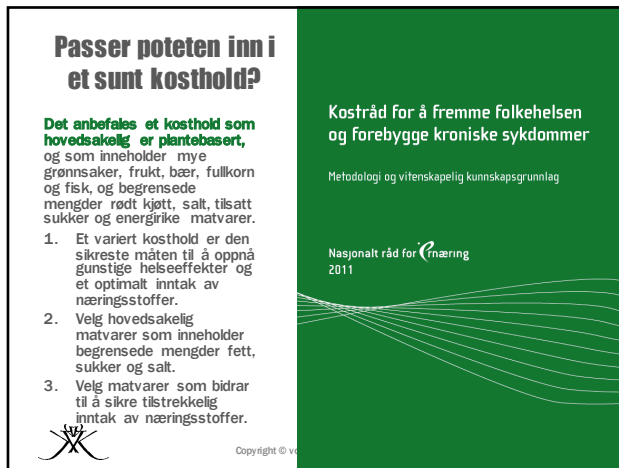 Passer poteten inn i
et sunt kosthold?
Det anbefales et kosthold som
hovedsakelig er plantebasert,
og som inneholder mye
grønnsaker, frukt, bær, fullkorn
og fisk, og begrensede
mengder rødt kjøtt, salt, tilsatt
sukker og energirike matvarer.
1. Et variert kosthold er den
sikreste måten til å oppnå
gunstige helseeffekter og
et optimalt inntak av
næringsstoffer.
2. Velg hovedsakelig
matvarer som inneholder
begrensede mengder fett,
sukker og salt.
3. Velg matvarer som bidrar
til å sikre tilstrekkelig
inntak av næringsstoffer.
Copyright ©
Kostråd for å fremme folkehelsen
og forebygge kroniske sykdommer
Metodologi og vitenskapelig kunnskapsgrunnlag
Nasjonalt råd for ernæring
2011